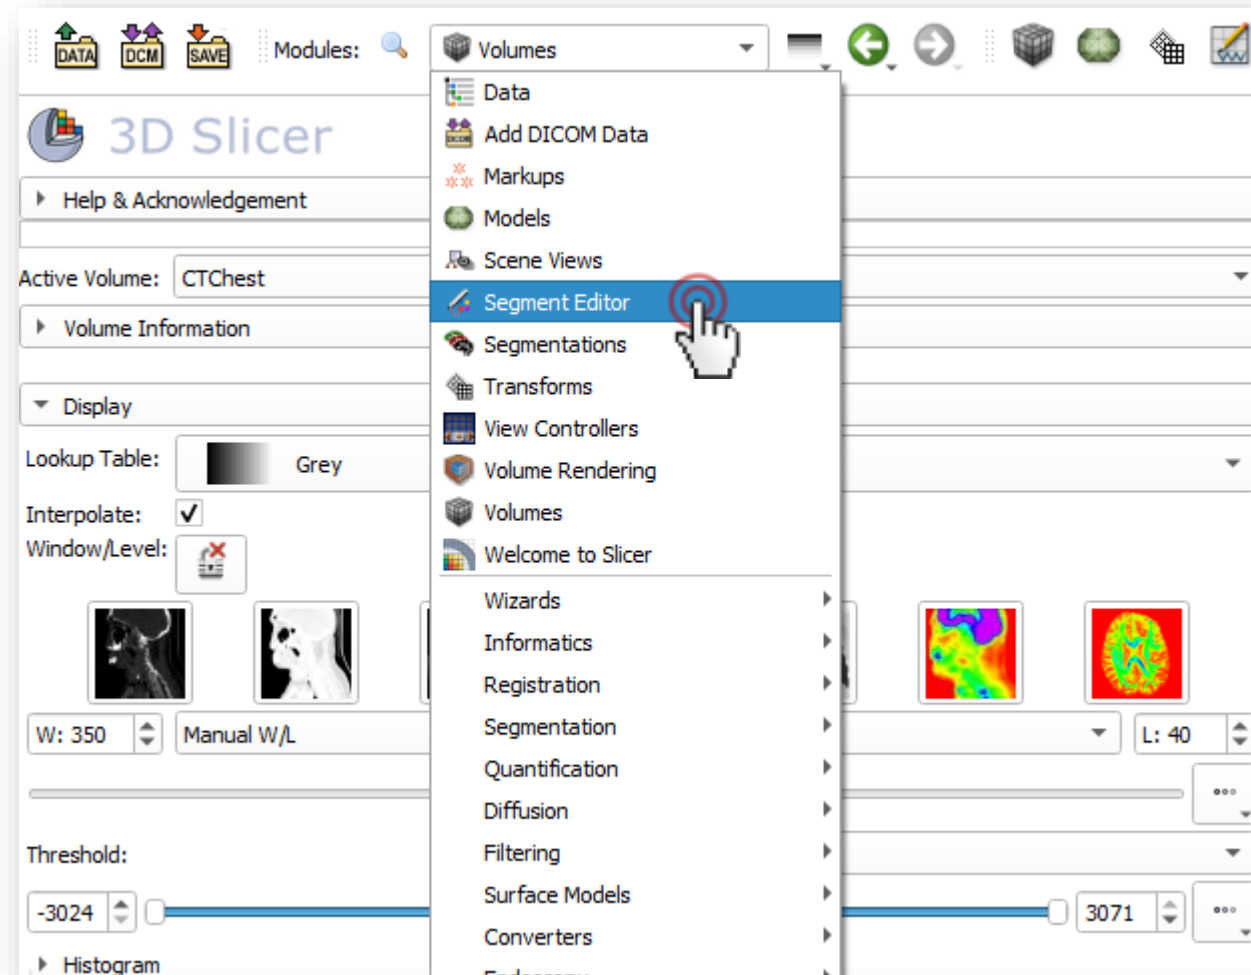 DATA
DCM
SAVE
Modules:
Volumes
Data
3D Slicer
Add DICOM Data
Markups
Help & Acknowledgement
Models
Scene Views
Active Volume: CTChest
Segment Editor
Volume Information
Segmentations
Transforms
Display
View Controllers
Lookup Table: Grey
Volume Rendering
Interpolate:
Volumes
Window/Level:
Welcome to Slicer
Wizards
Informatics
Registration
Segmentation
W: 350 Manual W/L
L: 40
Quantification
Diffusion
Threshold:
Filtering
Surface Models
-3024
3071
Converters
Histogram